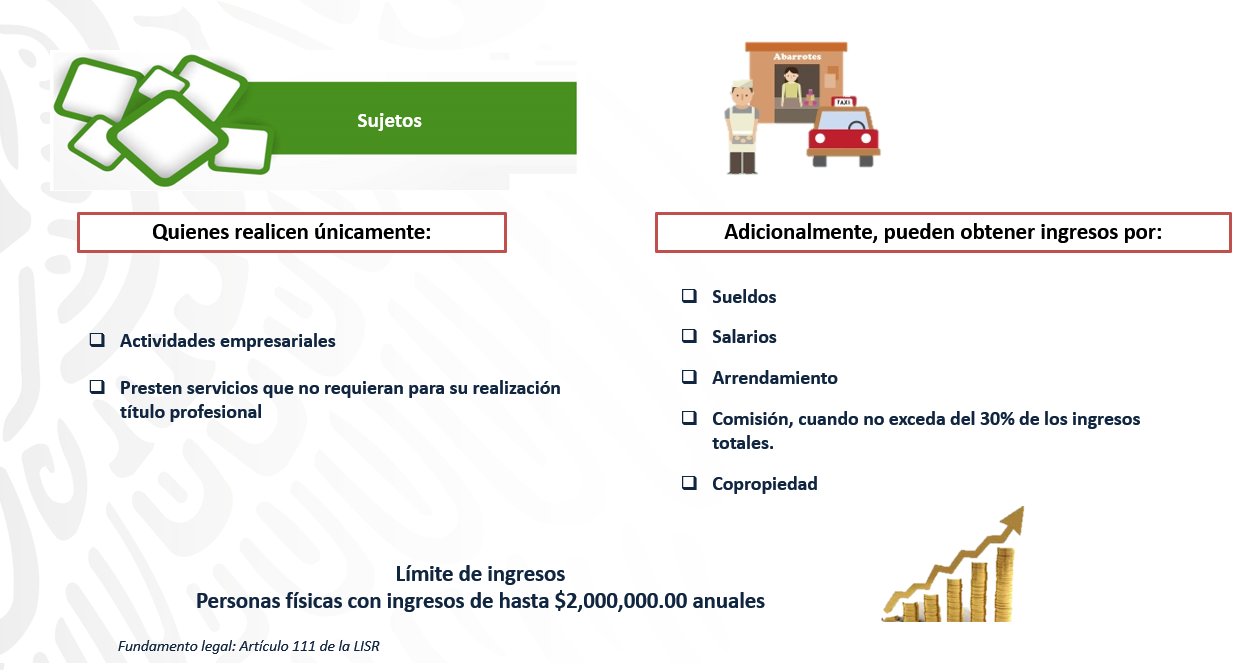 Sujetos
Abarrotes
TAXI
Quienes realicen únicamente:
Actividades empresariales
Presten servicios que no requieran para su realización
título profesional
Adicionalmente, pueden obtener ingresos por:
Sueldos
Salarios
Arrendamiento
Comisión, cuando no exceda del 30% de los ingresos
totales.
Copropiedad
Límite de ingresos
Personas físicas con ingresos de hasta $2,000,000.00 anuales
Fundamento legal: Artículo 111 de la LISR